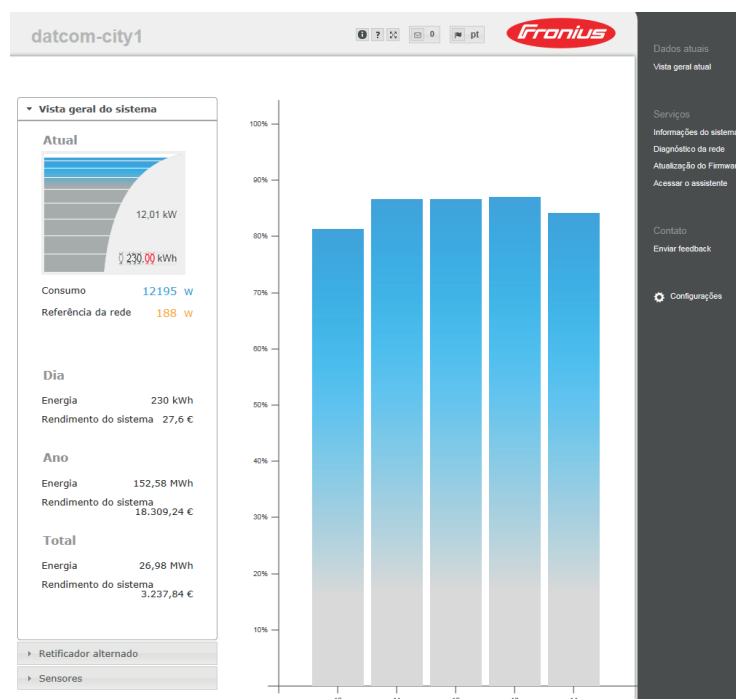 datcom-city1
0
pt
Fronius
Dados atuais
Vista geral atual
Serviços
Informações do sistema
Diagnóstico da rede
Atualização do Firmwar
Acessar o assistente
Contato
Enviar feedback
Configurações
Vista geral do sistema
Atual
12,01 kW
230.00 kWh
Consumo 12195 W
Referência da rede 188 W
Dia
Energia 230 kWh
Rendimento do sistema 27,6 €
Ano
Energia 152,58 MWh
Rendimento do sistema
18.309,24 €
Total
Energia 26,98 MWh
Rendimento do sistema
3.237,84 €
Retificador alternado
Sensores
100%
90%
80%
70%
60%
50%
40%
30%
20%
10%